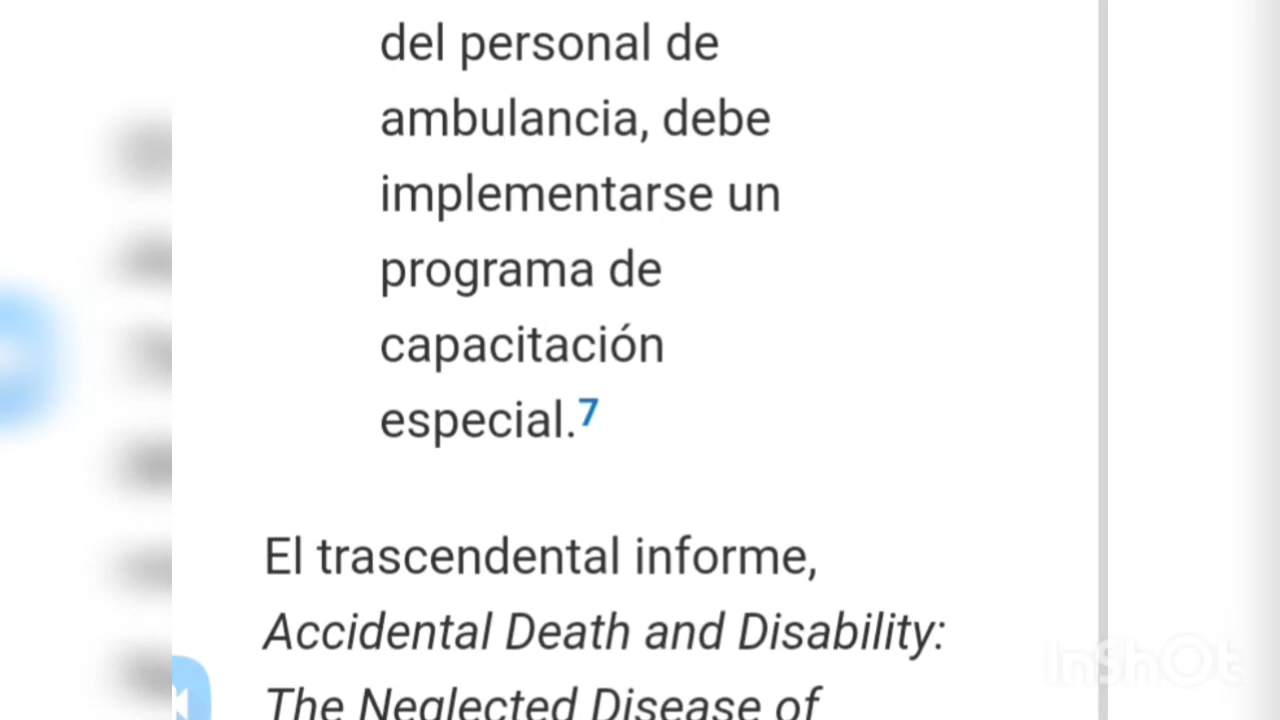 del personal de
ambulancia, debe
implementarse un
programa de
capacitación
especial.7
El trascendental informe,
Accidental Death and Disability:
The Neglected Disease of
InShOt